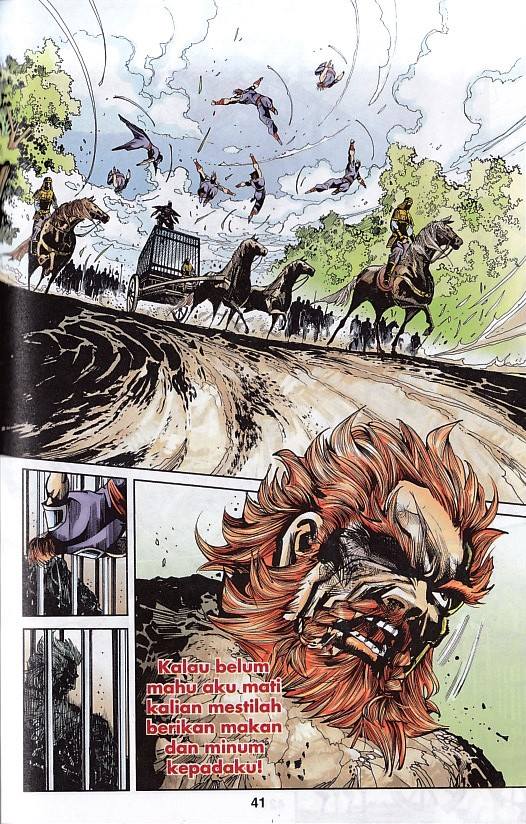 Kalau belum
mahu aku mati
kalian mestilah
berikan makan
dan minum
kepadaku!
41